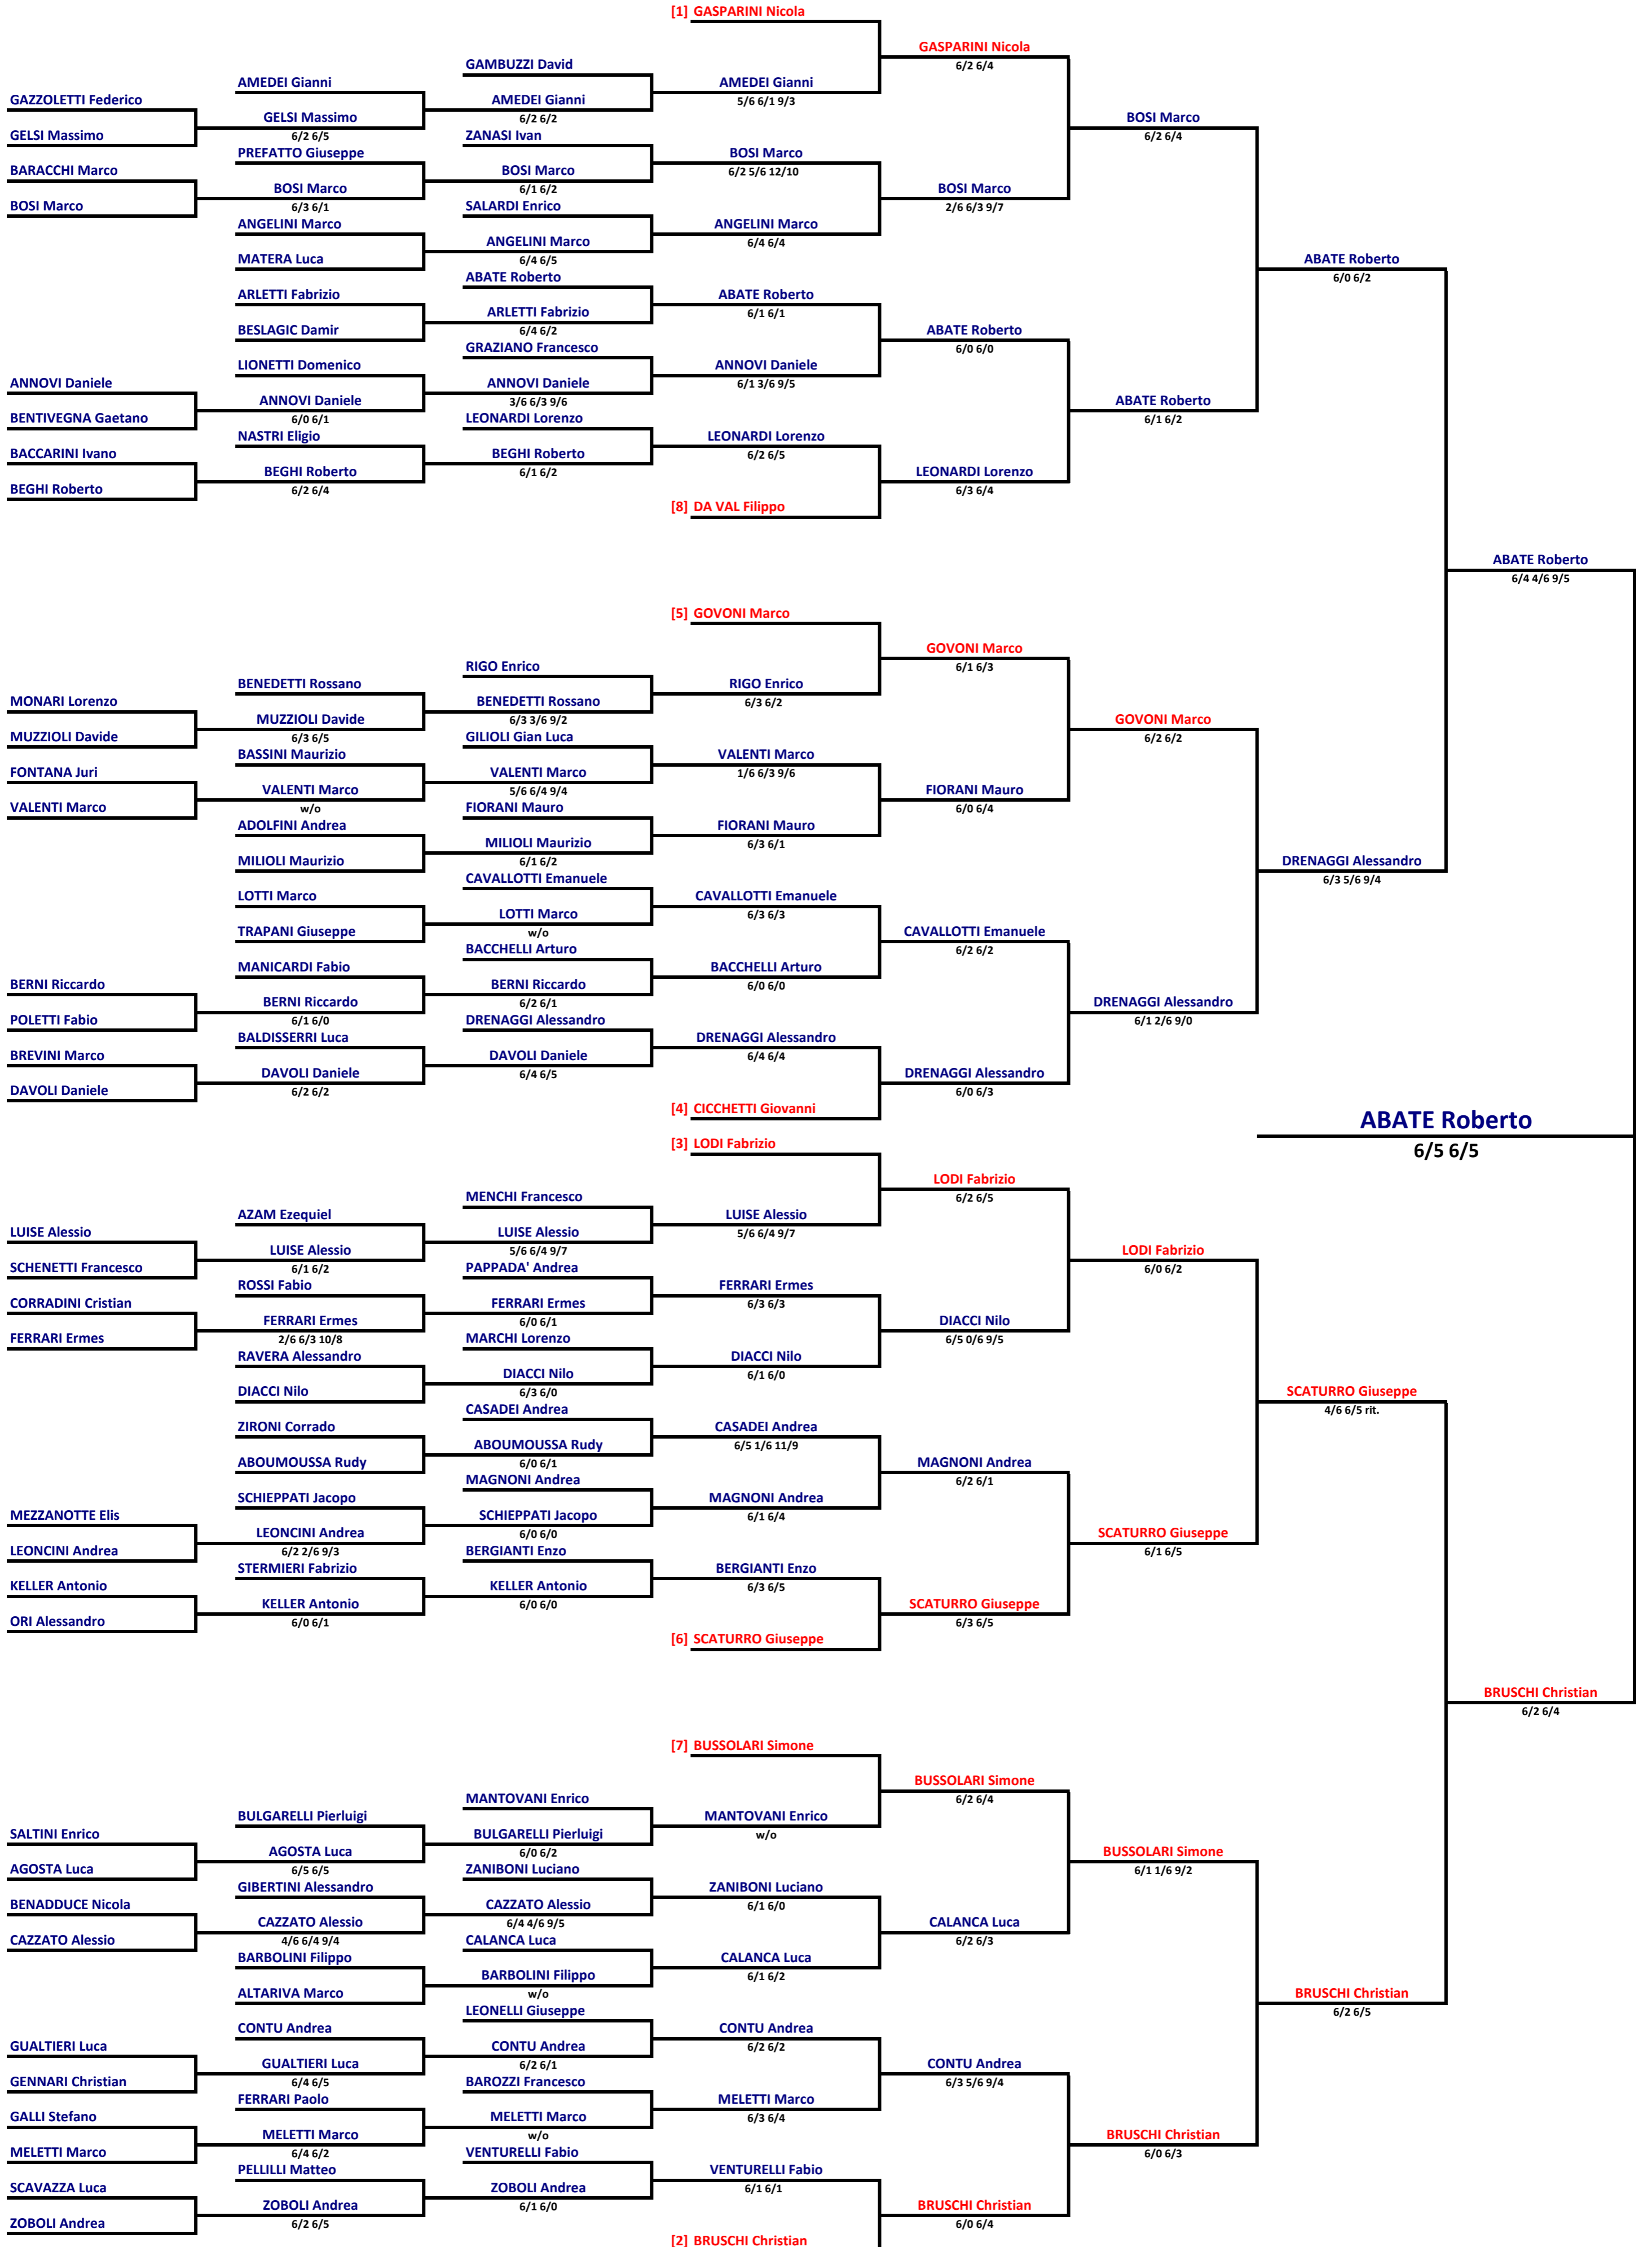 [1] GASPARINI Nicola
GASPARINI Nicola
GAMBUZZI David
6/2 6/4
AMEDEI Gianni
AMEDEI Gianni
GAZZOLETTI Federico
AMEDEI Gianni
5/6 6/1 9/3
GELSI Massimo
6/2 6/2
BOSI Marco
GELSI Massimo
6/2 6/5
ZANASI Ivan
6/2 6/4
PREFATTO Giuseppe
BOSI Marco
BARACCHI Marco
BOSI Marco
6/2 5/6 12/10
BOSI Marco
6/1 6/2
BOSI Marco
BOSI Marco
6/3 6/1
SALARDI Enrico
2/6 6/3 9/7
ANGELINI Marco
ANGELINI Marco
ANGELINI Marco
6/4 6/4
MATERA Luca
6/4 6/5
ABATE Roberto
ABATE Roberto
6/0 6/2
ARLETTI Fabrizio
ABATE Roberto
ARLETTI Fabrizio
6/1 6/1
BESLAGIC Damir
6/4 6/2
ABATE Roberto
GRAZIANO Francesco
6/0 6/0
LIONETTI Domenico
ANNOVI Daniele
ANNOVI Daniele
ANNOVI Daniele
6/1 3/6 9/5
ANNOVI Daniele
3/6 6/3 9/6
ABATE Roberto
BENTIVEGNA Gaetano
6/0 6/1
LEONARDI Lorenzo
6/1 6/2
NASTRI Eligio
LEONARDI Lorenzo
BACCARINI Ivano
BEGHI Roberto
6/2 6/5
BEGHI Roberto
6/1 6/2
LEONARDI Lorenzo
BEGHI Roberto
6/2 6/4
6/3 6/4
[8] DA VAL Filippo
ABATE Roberto
6/4 4/6 9/5
[5] GOVONI Marco
GOVONI Marco
RIGO Enrico
6/1 6/3
BENEDETTI Rossano
RIGO Enrico
MONARI Lorenzo
BENEDETTI Rossano
6/3 6/2
MUZZIOLI Davide
6/3 3/6 9/2
GOVONI Marco
MUZZIOLI Davide
6/3 6/5
GILIOLI Gian Luca
6/2 6/2
BASSINI Maurizio
VALENTI Marco
FONTANA Juri
VALENTI Marco
1/6 6/3 9/6
VALENTI Marco
5/6 6/4 9/4
FIORANI Mauro
VALENTI Marco
w/o
FIORANI Mauro
6/0 6/4
ADOLFINI Andrea
FIORANI Mauro
MILIOLI Maurizio
6/3 6/1
MILIOLI Maurizio
6/1 6/2
DRENAGGI Alessandro
CAVALLOTTI Emanuele
6/3 5/6 9/4
LOTTI Marco
CAVALLOTTI Emanuele
LOTTI Marco
6/3 6/3
TRAPANI Giuseppe
w/o
CAVALLOTTI Emanuele
BACCHELLI Arturo
6/2 6/2
MANICARDI Fabio
BACCHELLI Arturo
BERNI Riccardo
BERNI Riccardo
6/0 6/0
BERNI Riccardo
6/2 6/1
DRENAGGI Alessandro
POLETTI Fabio
6/1 6/0
DRENAGGI Alessandro
6/1 2/6 9/0
BALDISSERRI Luca
DRENAGGI Alessandro
BREVINI Marco
DAVOLI Daniele
6/4 6/4
DAVOLI Daniele
6/4 6/5
DRENAGGI Alessandro
DAVOLI Daniele
6/2 6/2
6/0 6/3
[4] CICCHETTI Giovanni
ABATE Roberto
6/5 6/5
[3] LODI Fabrizio
LODI Fabrizio
MENCHI Francesco
6/2 6/5
AZAM Ezequiel
LUISE Alessio
LUISE Alessio
LUISE Alessio
5/6 6/4 9/7
LUISE Alessio
5/6 6/4 9/7
LODI Fabrizio
SCHENETTI Francesco
6/1 6/2
PAPPADA' Andrea
6/0 6/2
ROSSI Fabio
FERRARI Ermes
CORRADINI Cristian
FERRARI Ermes
6/3 6/3
FERRARI Ermes
6/0 6/1
DIACCI Nilo
FERRARI Ermes
2/6 6/3 10/8
MARCHI Lorenzo
6/5 0/6 9/5
RAVERA Alessandro
DIACCI Nilo
DIACCI Nilo
6/1 6/0
DIACCI Nilo
6/3 6/0
SCATURRO Giuseppe
CASADEI Andrea
4/6 6/5 rit.
ZIRONI Corrado
CASADEI Andrea
ABOUMOUSSA Rudy
6/5 1/6 11/9
ABOUMOUSSA Rudy
6/0 6/1
MAGNONI Andrea
MAGNONI Andrea
6/2 6/1
SCHIEPPATI Jacopo
MAGNONI Andrea
MEZZANOTTE Elis
SCHIEPPATI Jacopo
6/1 6/4
LEONCINI Andrea
6/0 6/0
SCATURRO Giuseppe
LEONCINI Andrea
6/2 2/6 9/3
BERGIANTI Enzo
6/1 6/5
STERMIERI Fabrizio
BERGIANTI Enzo
KELLER Antonio
KELLER Antonio
6/3 6/5
KELLER Antonio
6/0 6/0
SCATURRO Giuseppe
ORI Alessandro
6/0 6/1
6/3 6/5
[6] SCATURRO Giuseppe
BRUSCHI Christian
6/2 6/4
[7] BUSSOLARI Simone
BUSSOLARI Simone
MANTOVANI Enrico
6/2 6/4
BULGARELLI Pierluigi
MANTOVANI Enrico
SALTINI Enrico
BULGARELLI Pierluigi
w/o
AGOSTA Luca
6/0 6/2
BUSSOLARI Simone
AGOSTA Luca
6/5 6/5
ZANIBONI Luciano
6/1 1/6 9/2
GIBERTINI Alessandro
ZANIBONI Luciano
BENADDUCE Nicola
CAZZATO Alessio
6/1 6/0
CAZZATO Alessio
6/4 4/6 9/5
CALANCA Luca
CAZZATO Alessio
4/6 6/4 9/4
CALANCA Luca
6/2 6/3
BARBOLINI Filippo
CALANCA Luca
BARBOLINI Filippo
6/1 6/2
ALTARIVA Marco
w/o
BRUSCHI Christian
LEONELLI Giuseppe
6/2 6/5
CONTU Andrea
CONTU Andrea
GUALTIERI Luca
CONTU Andrea
6/2 6/2
GUALTIERI Luca
6/2 6/1
CONTU Andrea
GENNARI Christian
6/4 6/5
BAROZZI Francesco
6/3 5/6 9/4
FERRARI Paolo
MELETTI Marco
GALLI Stefano
MELETTI Marco
6/3 6/4
MELETTI Marco
w/o
BRUSCHI Christian
MELETTI Marco
6/4 6/2
VENTURELLI Fabio
6/0 6/3
PELLILLI Matteo
VENTURELLI Fabio
SCAVAZZA Luca
ZOBOLI Andrea
6/1 6/1
ZOBOLI Andrea
6/1 6/0
BRUSCHI Christian
ZOBOLI Andrea
6/2 6/5
6/0 6/4
[2] BRUSCHI Christian